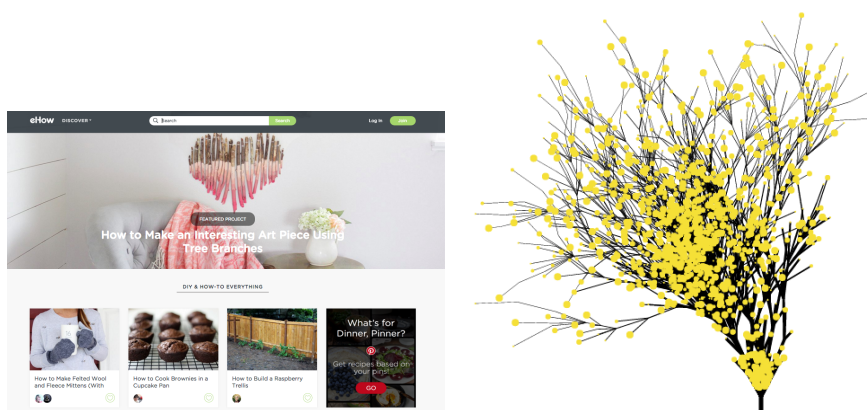 eHow DISCOVER Search Search Log In Join
FEATURED PROJECT
How to Make an Interesting Art Piece Using
Tree Branches
DIY & HOW-TO EVERYTHING
How to Make Felted Wool
and Fleece Mittens (With
How to Cook Brownies in a
Cupcake Pan
How to Build a Raspberry
Trellis
What's for
Dinner, Pinner?
Get recipes based on
your pins!
GO